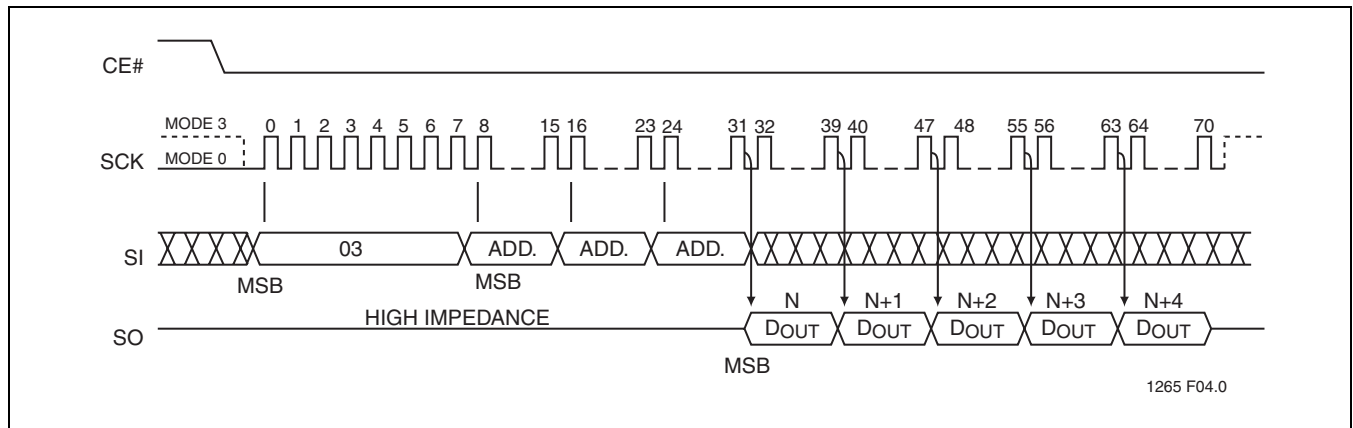 CE#
MODE 3 0 1 2 3 4 5 6 7 8 15 16 23 24 31 32 39 40 47 48 55 56 63 64 70
SCK MODE 0
SI 03 ADD. ADD. ADD.
MSB MSB
HIGH IMPEDANCE N N+1 N+2 N+3 N+4
SO DOUT DOUT DOUT DOUT DOUT
MSB
1265 F04.0